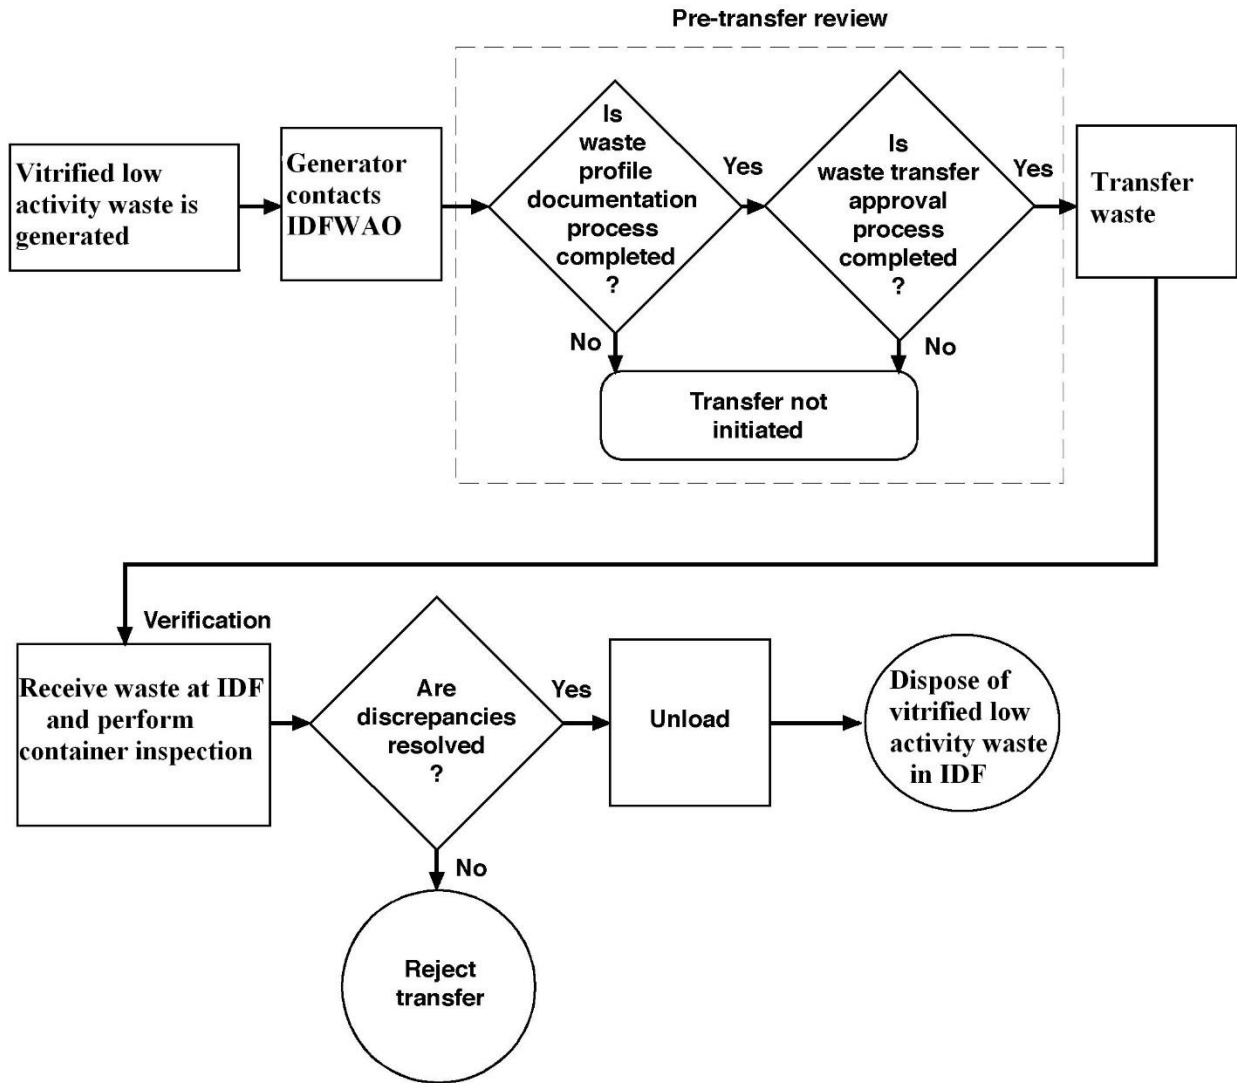 Pre-transfer review
Vitrified low
activity waste is
generated
Generator
contacts
IDFWAO
Is
waste
profile
documentation
process
completed
?
Yes
No
Is
waste transfer
approval
process
completed
?
Yes
No
Transfer
waste
Transfer not
initiated
Verification
Receive waste at IDF
and perform
container inspection
Are
discrepancies
resolved
?
Yes
No
Unload
Dispose of
vitrified low
activity waste
in IDF
Reject
transfer